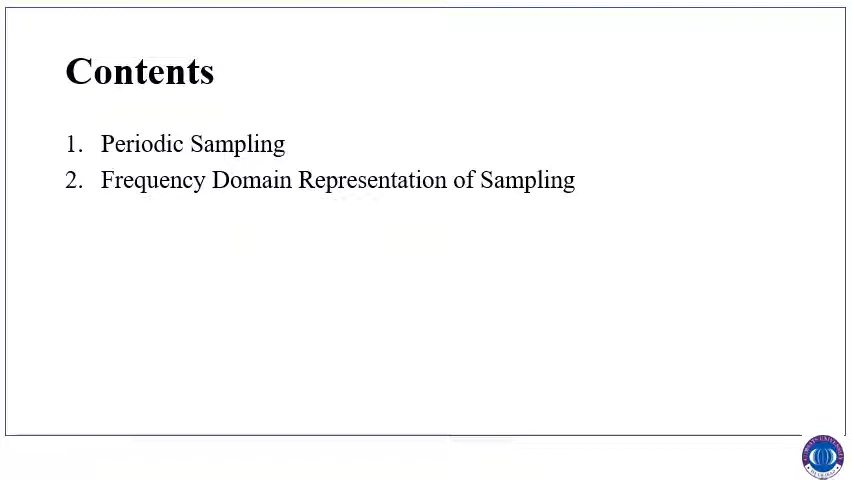 Contents
1. Periodic Sampling
2. Frequency Domain Representation of Sampling